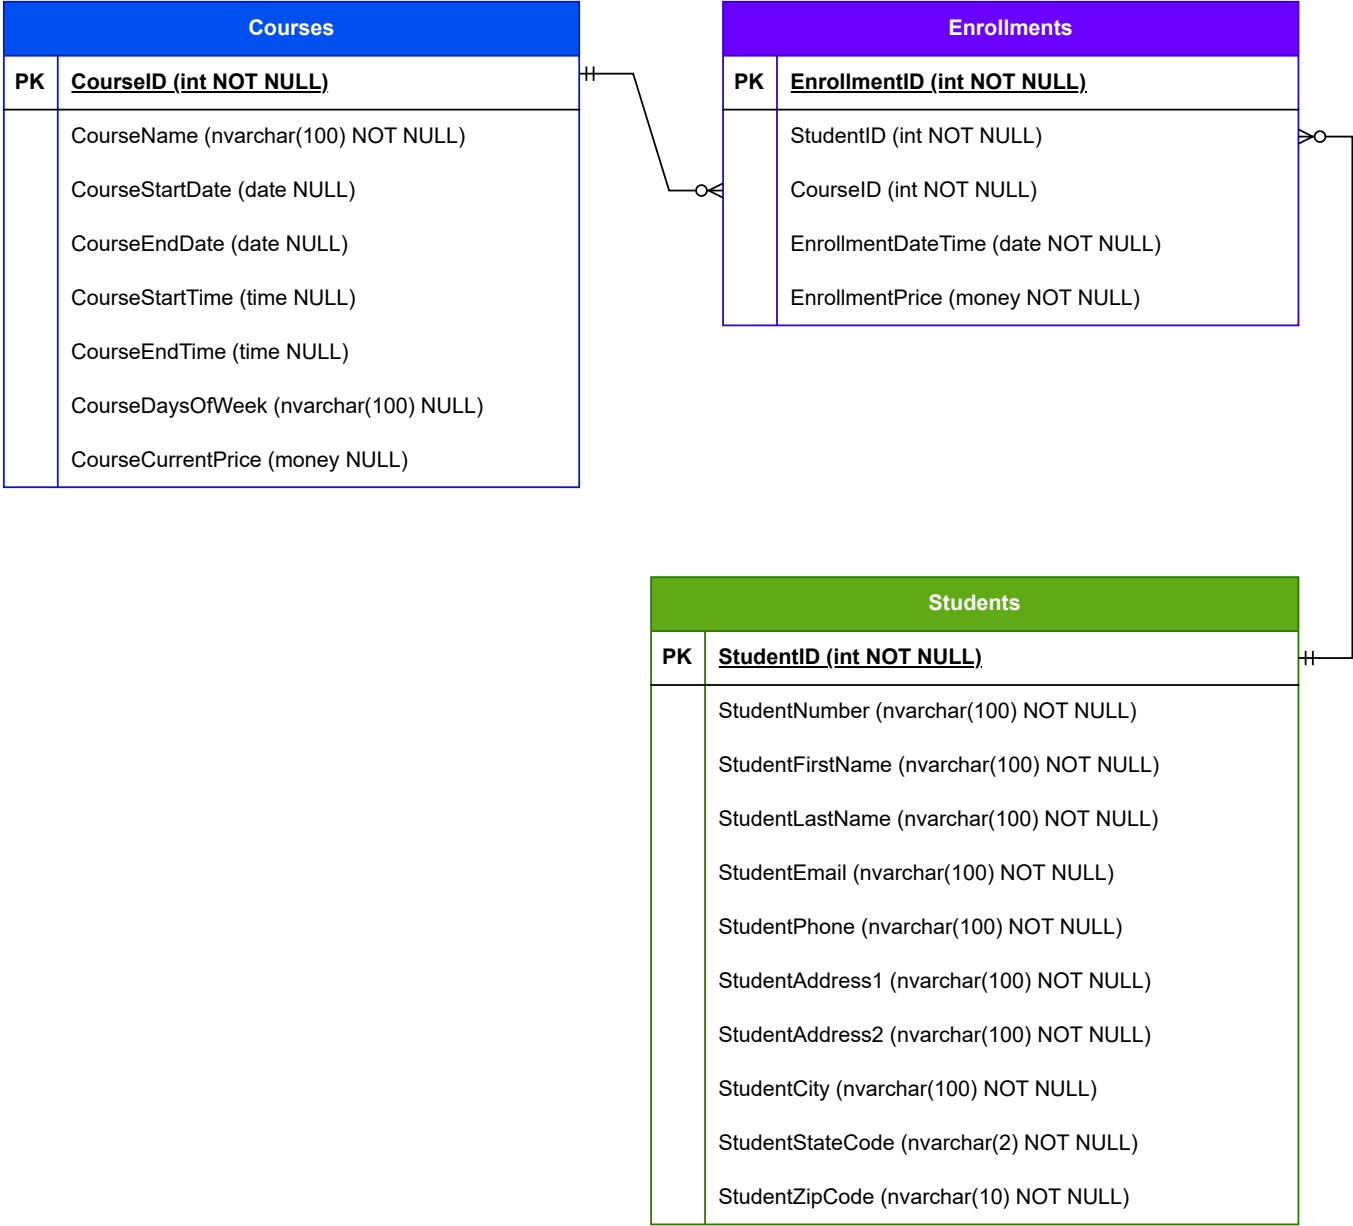 Courses
PK CourseID (int NOT NULL)
CourseName (nvarchar(100) NOT NULL)
CourseStartDate (date NULL)
CourseEndDate (date NULL)
CourseStartTime (time NULL)
CourseEndTime (time NULL)
CourseDaysOfWeek (nvarchar(100) NULL)
CourseCurrentPrice (money NULL)
Enrollments
PK EnrollmentID (int NOT NULL)
StudentID (int NOT NULL)
CourseID (int NOT NULL)
EnrollmentDateTime (date NOT NULL)
EnrollmentPrice (money NOT NULL)
Students
PK StudentID (int NOT NULL)
StudentNumber (nvarchar(100) NOT NULL)
StudentFirstName (nvarchar(100) NOT NULL)
StudentLastName (nvarchar(100) NOT NULL)
StudentEmail (nvarchar(100) NOT NULL)
StudentPhone (nvarchar(100) NOT NULL)
StudentAddress1 (nvarchar(100) NOT NULL)
StudentAddress2 (nvarchar(100) NOT NULL)
StudentCity (nvarchar(100) NOT NULL)
StudentStateCode (nvarchar(2) NOT NULL)
StudentZipCode (nvarchar(10) NOT NULL)